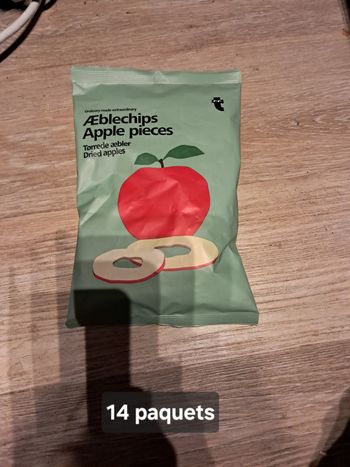 Ordinary made extraordinary
Æblechips
Apple pieces
Tørrede æbler
Dried apples
14 paquets